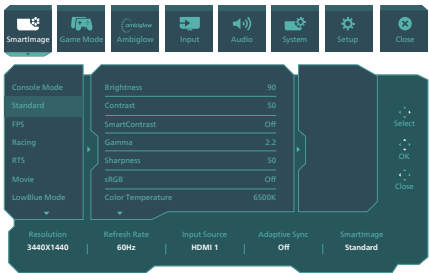 ambiglow
SmartImage
Game Mode
Ambiglow
Input
Audio
System
Setup
Close
Console Mode
Brightness 90
Standard
Contrast 50
FPS
SmartContrast Off
Select
Racing
Gamma 2.2
RTS
Sharpness 50
OK
Movie
sRGB Off
Close
LowBlue Mode
Color Temperature 6500K
Resolution
Refresh Rate
Input Source
Adaptive Sync
SmartImage
3440X1440 | 60Hz | HDMI 1 | Off | Standard